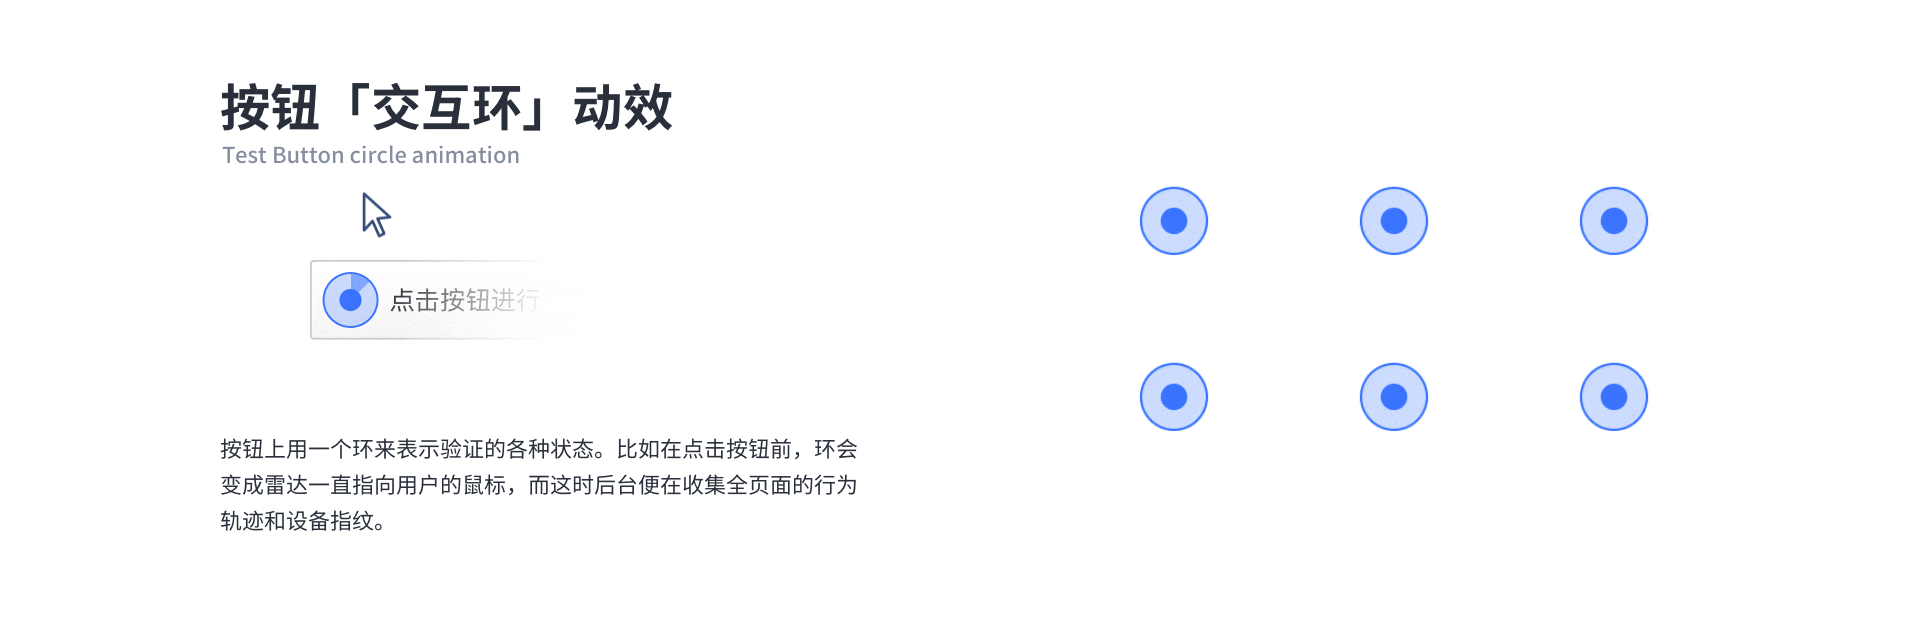 按钮「交互环」动效
Test Button circle animation
点击按钮进行
按钮上用一个环来表示验证的各种状态。比如在点击按钮前，环会
变成雷达一直指向用户的鼠标，而这时后台便在收集全页面的行为
轨迹和设备指纹。